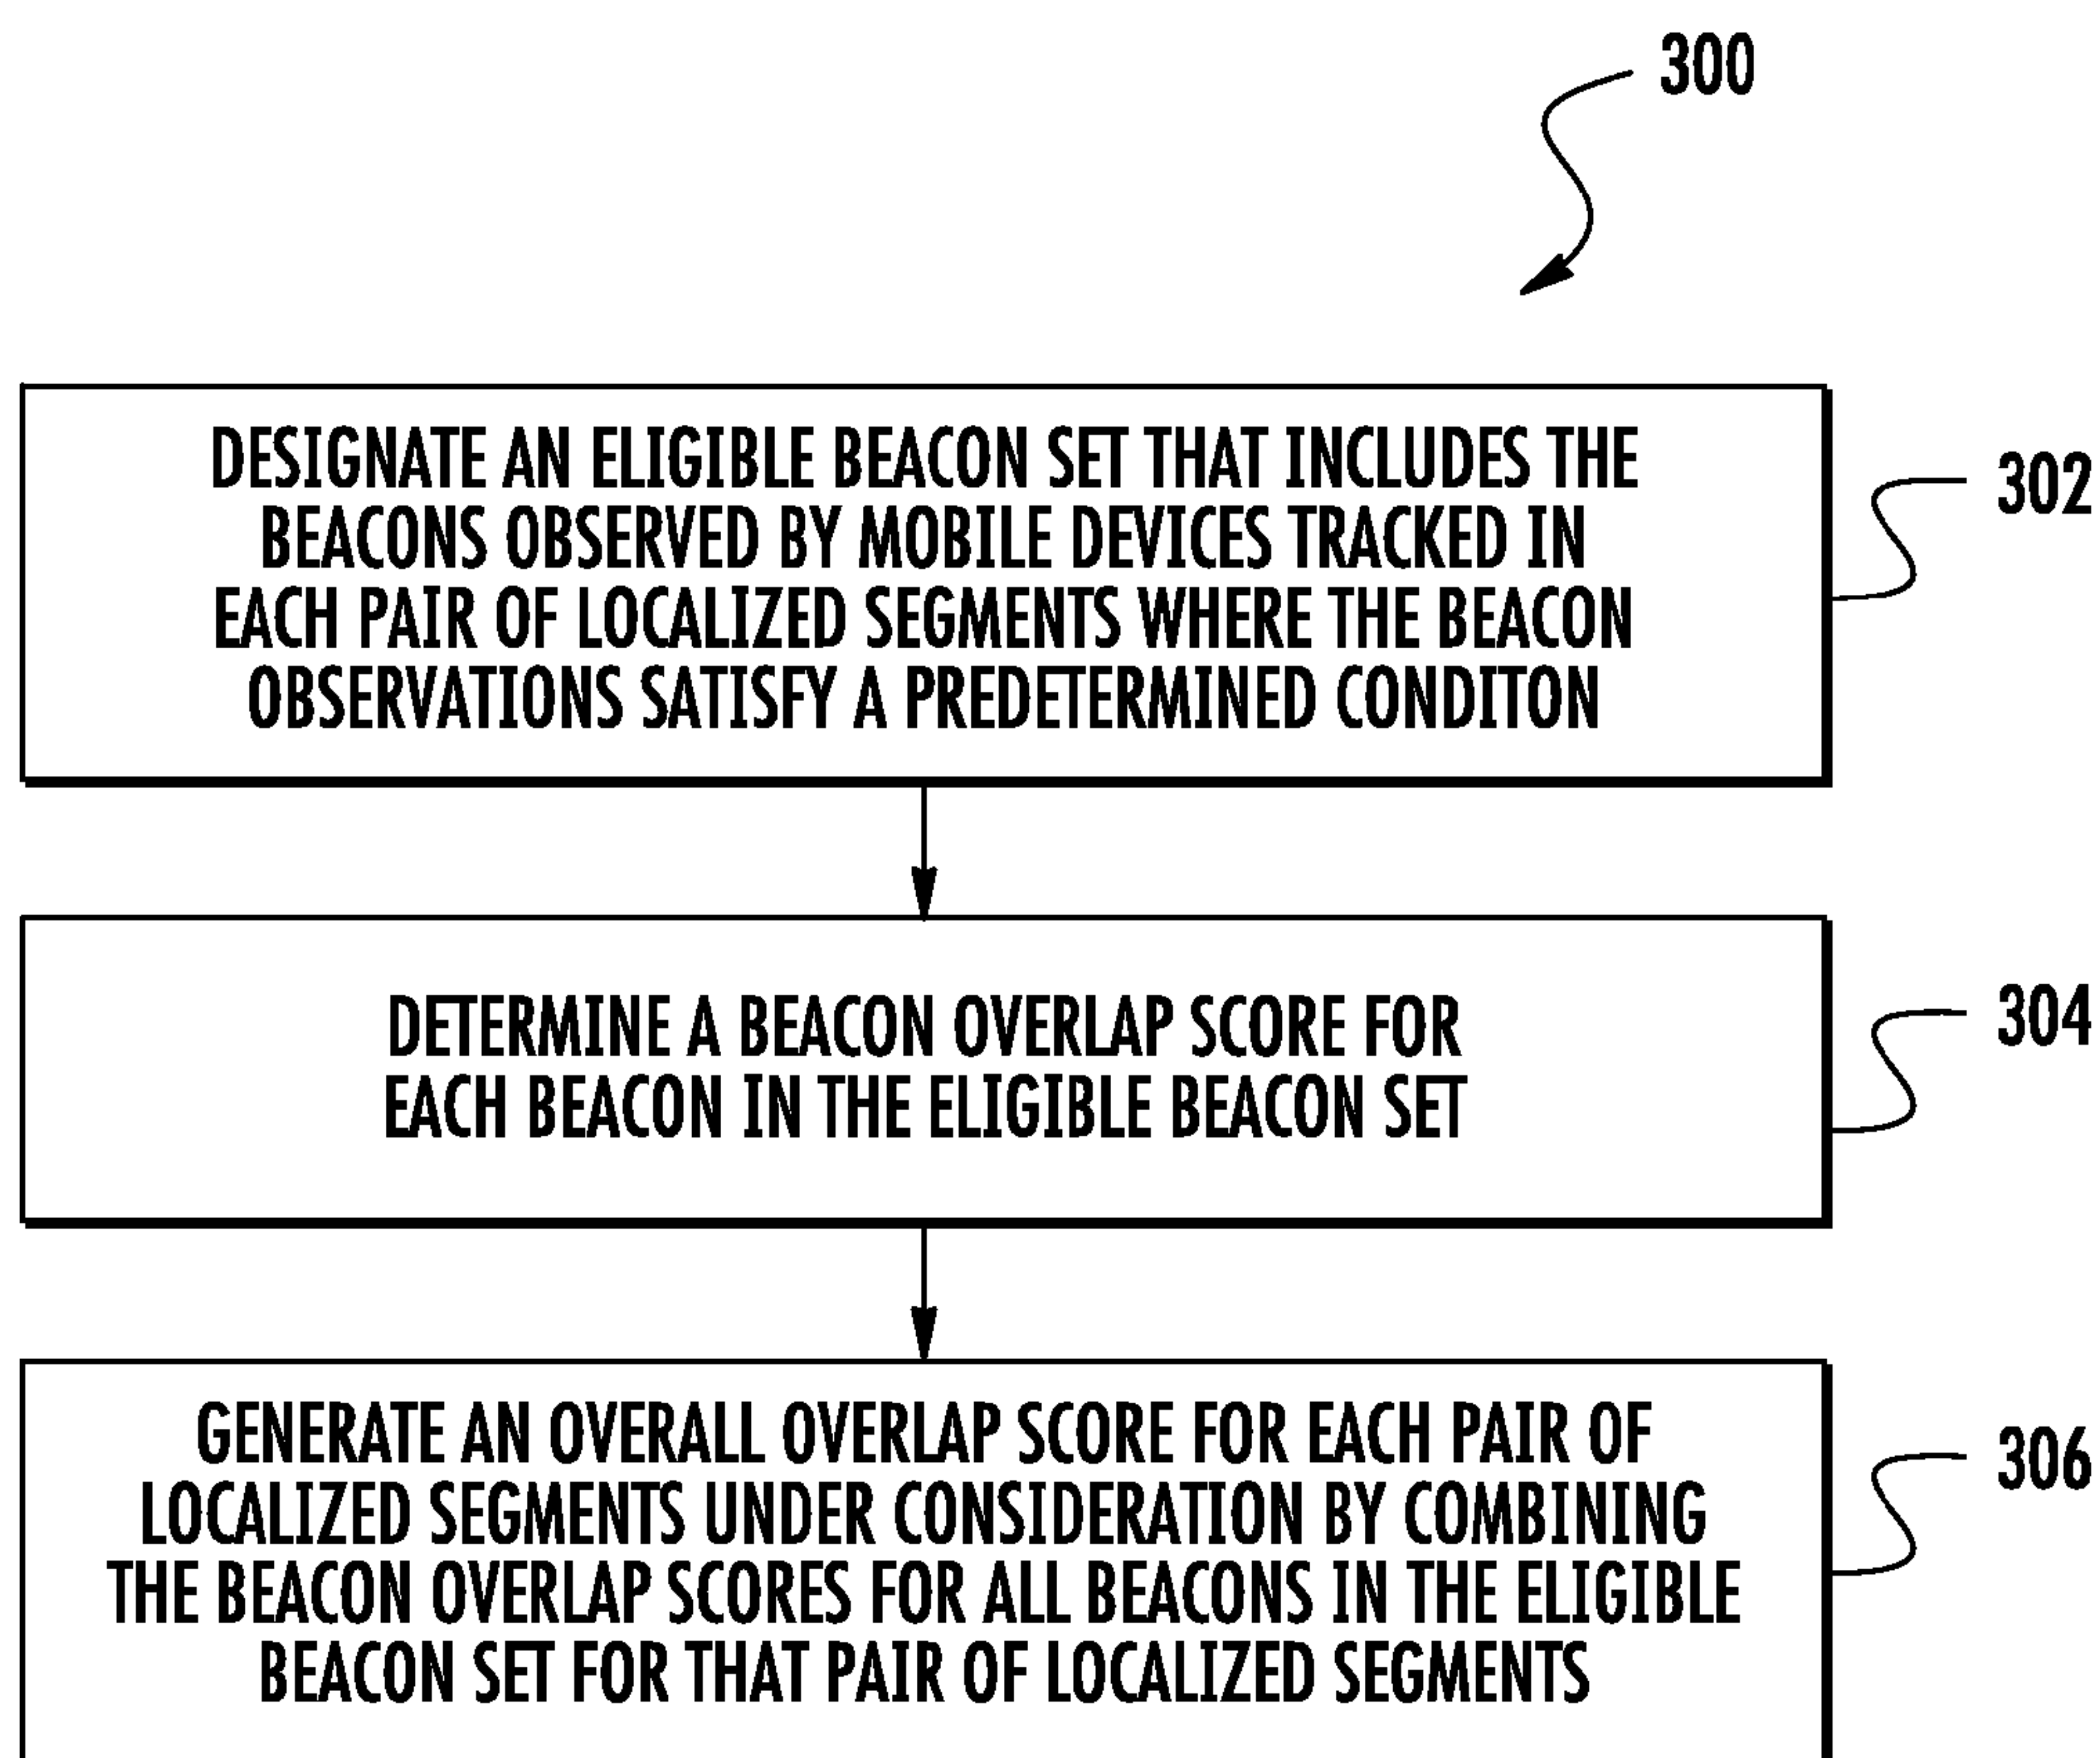 300
DESIGNATE AN ELIGIBLE BEACON SET THAT INCLUDES THE
BEACONS OBSERVED BY MOBILE DEVICES TRACKED IN
EACH PAIR OF LOCALIZED SEGMENTS WHERE THE BEACON
OBSERVATIONS SATISFY A PREDETERMINED CONDITON
302
DETERMINE A BEACON OVERLAP SCORE FOR
EACH BEACON IN THE ELIGIBLE BEACON SET
304
GENERATE AN OVERALL OVERLAP SCORE FOR EACH PAIR OF
LOCALIZED SEGMENTS UNDER CONSIDERATION BY COMBINING
THE BEACON OVERLAP SCORES FOR ALL BEACONS IN THE ELIGIBLE
BEACON SET FOR THAT PAIR OF LOCALIZED SEGMENTS
306